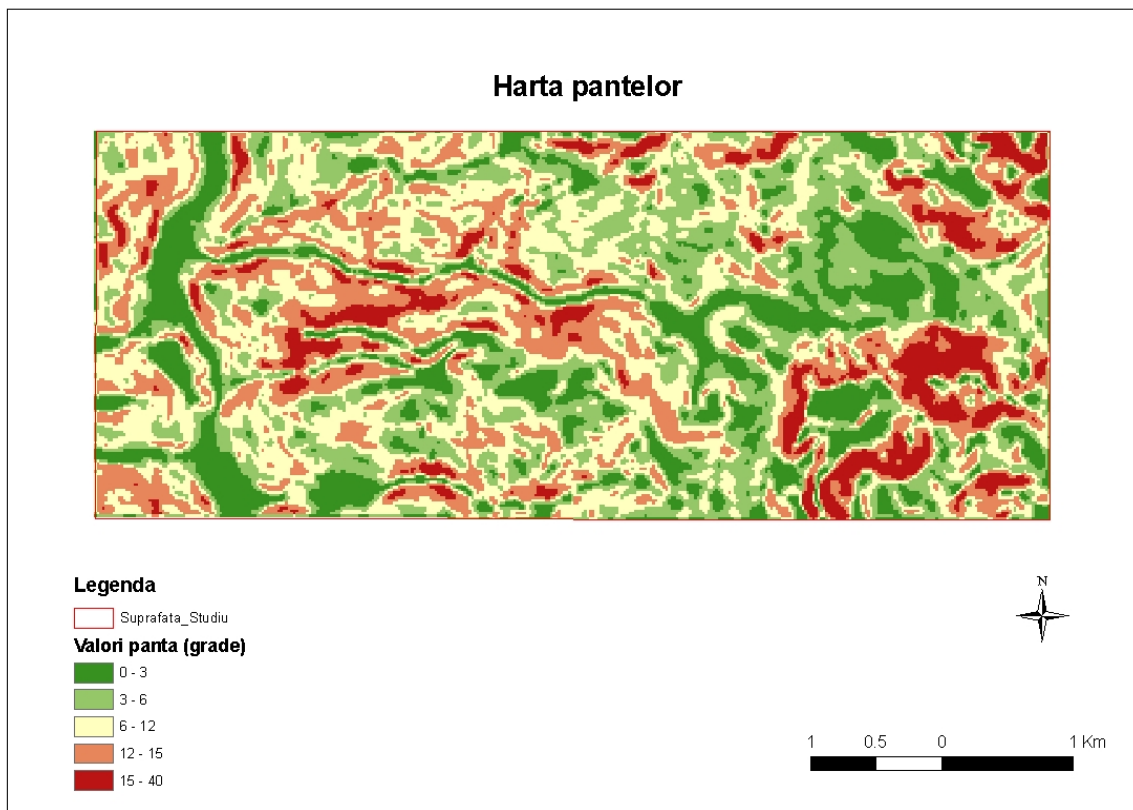 Harta pantelor
Legenda
Suprafata_Studiu
Valori panta (grade)
0 - 3
3 - 6
6 - 12
12 - 15
15 - 40
N
1 0.5 0 1 Km